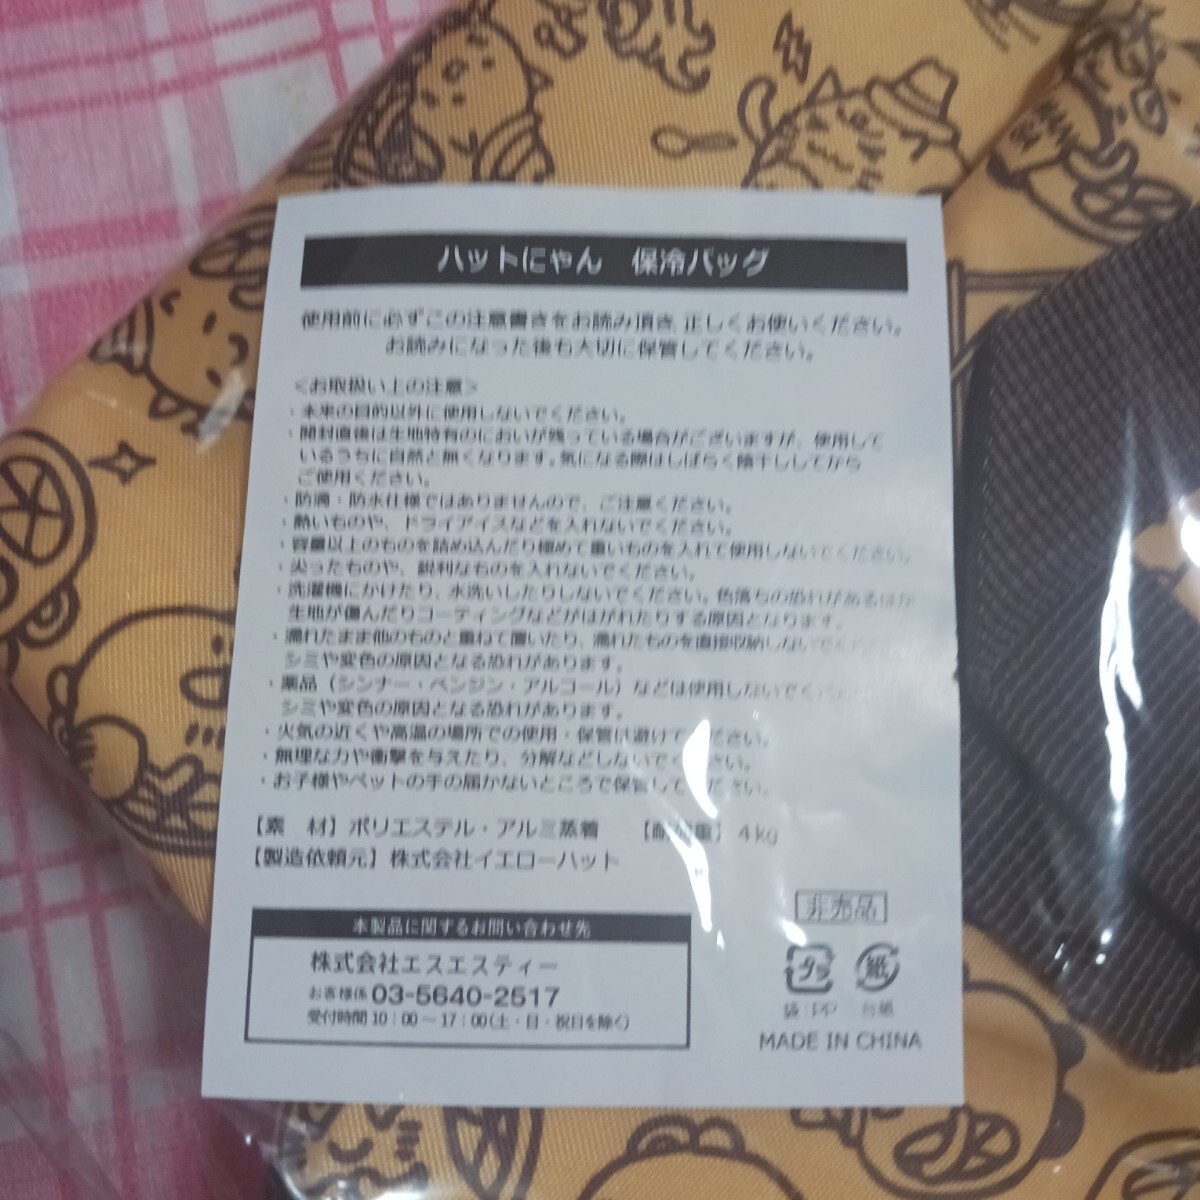 ハットにゃん 保冷バッグ
使用前に必ずこの注意書きをお読み頂き、正しくお使いください。
お読みになった後も大切に保管してください。
＜お取扱い上の注意＞
・本来の目的以外に使用しないでください。
・開封直後は生地特有のにおいが残っている場合がございますが、使用して
いるうちに自然と無くなります。気になる際はしばらく陰干ししてから
ご使用ください。
・防滴・防水仕様ではありませんので、ご注意ください。
・熱いものや、ドライアイスなどを入れないでください。
・容量以上のものを詰め込んだり極めて重いものを入れて使用しないでください。
・尖ったものや、鋭利なものを入れないでください。
・洗濯機にかけたり、水洗いしたりしないでください。色落ちの恐れがあるほか
生地が傷んだりコーティングなどがはがれたりする原因となります。
・濡れたまま他のものと重ねて置いたり、濡れたものを直接収納しないでください
シミや変色の原因となる恐れがあります。
・薬品（シンナー・ベンジン・アルコール）などは使用しないでく
シミや変色の原因となる恐れがあります。
・火気の近くや高温の場所での使用・保管は避けてください。
・無理な力や衝撃を与えたり、分解などしないでください。
・お子様やペットの手の届かないところで保管してください。
【素 材】ポリエステル・アルミ蒸着 【耐荷重】4kg
【製造依頼元】株式会社イエローハット
非売品
本製品に関するお問い合わせ先
株式会社エスエスティー
お客様係 03-5640-2517
受付時間 10：00～17：00（土・日・祝日を除く）
プラ 紙
袋：PP 台紙
MADE IN CHINA